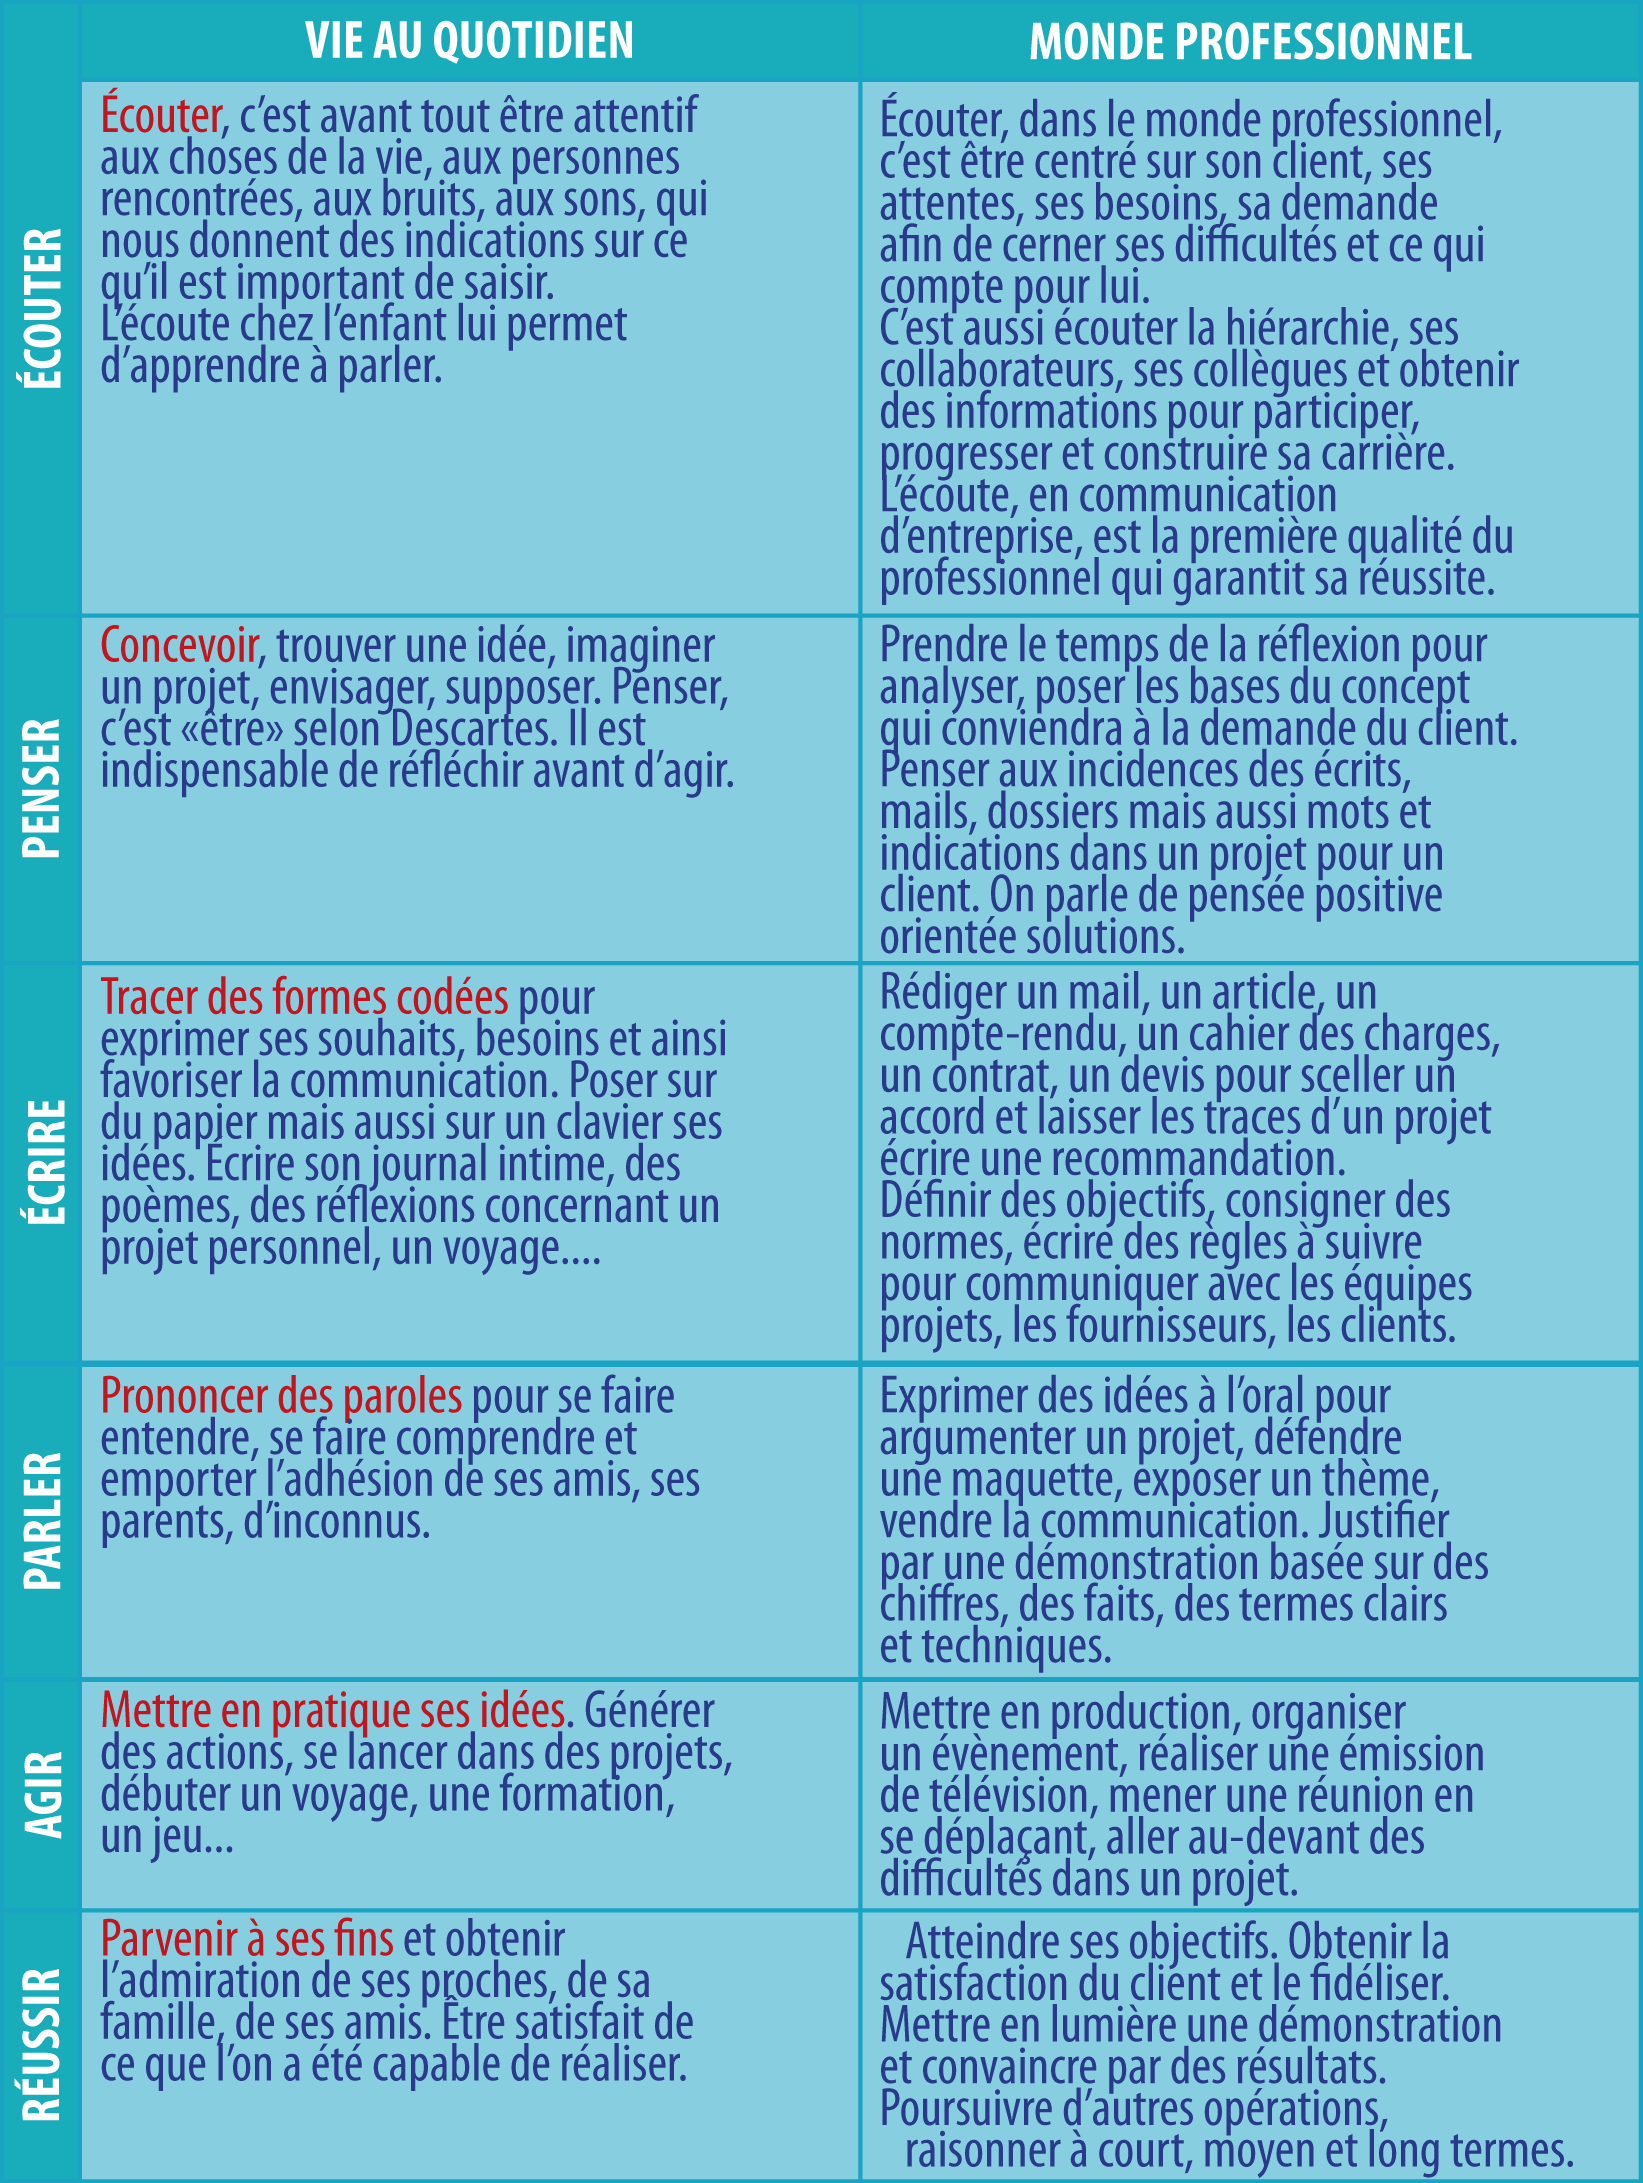 VIE AU QUOTIDIEN
MONDE PROFESSIONNEL
ÉCOUTER
Écouter, c’est avant tout être attentif
aux choses de la vie, aux personnes
rencontrées, aux bruits, aux sons, qui
nous donnent des indications sur ce
qu’il est important de saisir.
L’écoute chez l’enfant lui permet
d’apprendre à parler.
Écouter, dans le monde professionnel,
c’est être centré sur son client, ses
attentes, ses besoins, sa demande
afin de cerner ses difficultés et ce qui
compte pour lui.
C’est aussi écouter la hiérarchie, ses
collaborateurs, ses collègues et obtenir
des informations pour participer,
progresser et construire sa carrière.
L’écoute, en communication
d’entreprise, est la première qualité du
professionnel qui garantit sa réussite.
PENSER
Concevoir, trouver une idée, imaginer
un projet, envisager, supposer. Penser,
c’est «être» selon Descartes. Il est
indispensable de réfléchir avant d’agir.
Prendre le temps de la réflexion pour
analyser, poser les bases du concept
qui conviendra à la demande du client.
Penser aux incidences des écrits,
mails, dossiers mais aussi mots et
indications dans un projet pour un
client. On parle de pensée positive
orientée solutions.
ÉCRIRE
Tracer des formes codées pour
exprimer ses souhaits, besoins et ainsi
favoriser la communication. Poser sur
du papier mais aussi sur un clavier ses
idées. Écrire son journal intime, des
poèmes, des réflexions concernant un
projet personnel, un voyage....
Rédiger un mail, un article, un
compte-rendu, un cahier des charges,
un contrat, un devis pour sceller un
accord et laisser les traces d’un projet
écrire une recommandation.
Définir des objectifs, consigner des
normes, écrire des règles à suivre
pour communiquer avec les équipes
projets, les fournisseurs, les clients.
PARLER
Prononcer des paroles pour se faire
entendre, se faire comprendre et
emporter l’adhésion de ses amis, ses
parents, d’inconnus.
Exprimer des idées à l’oral pour
argumenter un projet, défendre
une maquette, exposer un thème,
vendre la communication. Justifier
par une démonstration basée sur des
chiffres, des faits, des termes clairs
et techniques.
AGIR
Mettre en pratique ses idées. Générer
des actions, se lancer dans des projets,
débuter un voyage, une formation,
un jeu...
Mettre en production, organiser
un évènement, réaliser une émission
de télévision, mener une réunion en
se déplaçant, aller au-devant des
difficultés dans un projet.
RÉUSSIR
Parvenir à ses fins et obtenir
l’admiration de ses proches, de sa
famille, de ses amis. Être satisfait de
ce que l’on a été capable de réaliser.
Atteindre ses objectifs. Obtenir la
satisfaction du client et le fidéliser.
Mettre en lumière une démonstration
et convaincre par des résultats.
Poursuivre d’autres opérations,
raisonner à court, moyen et long termes.